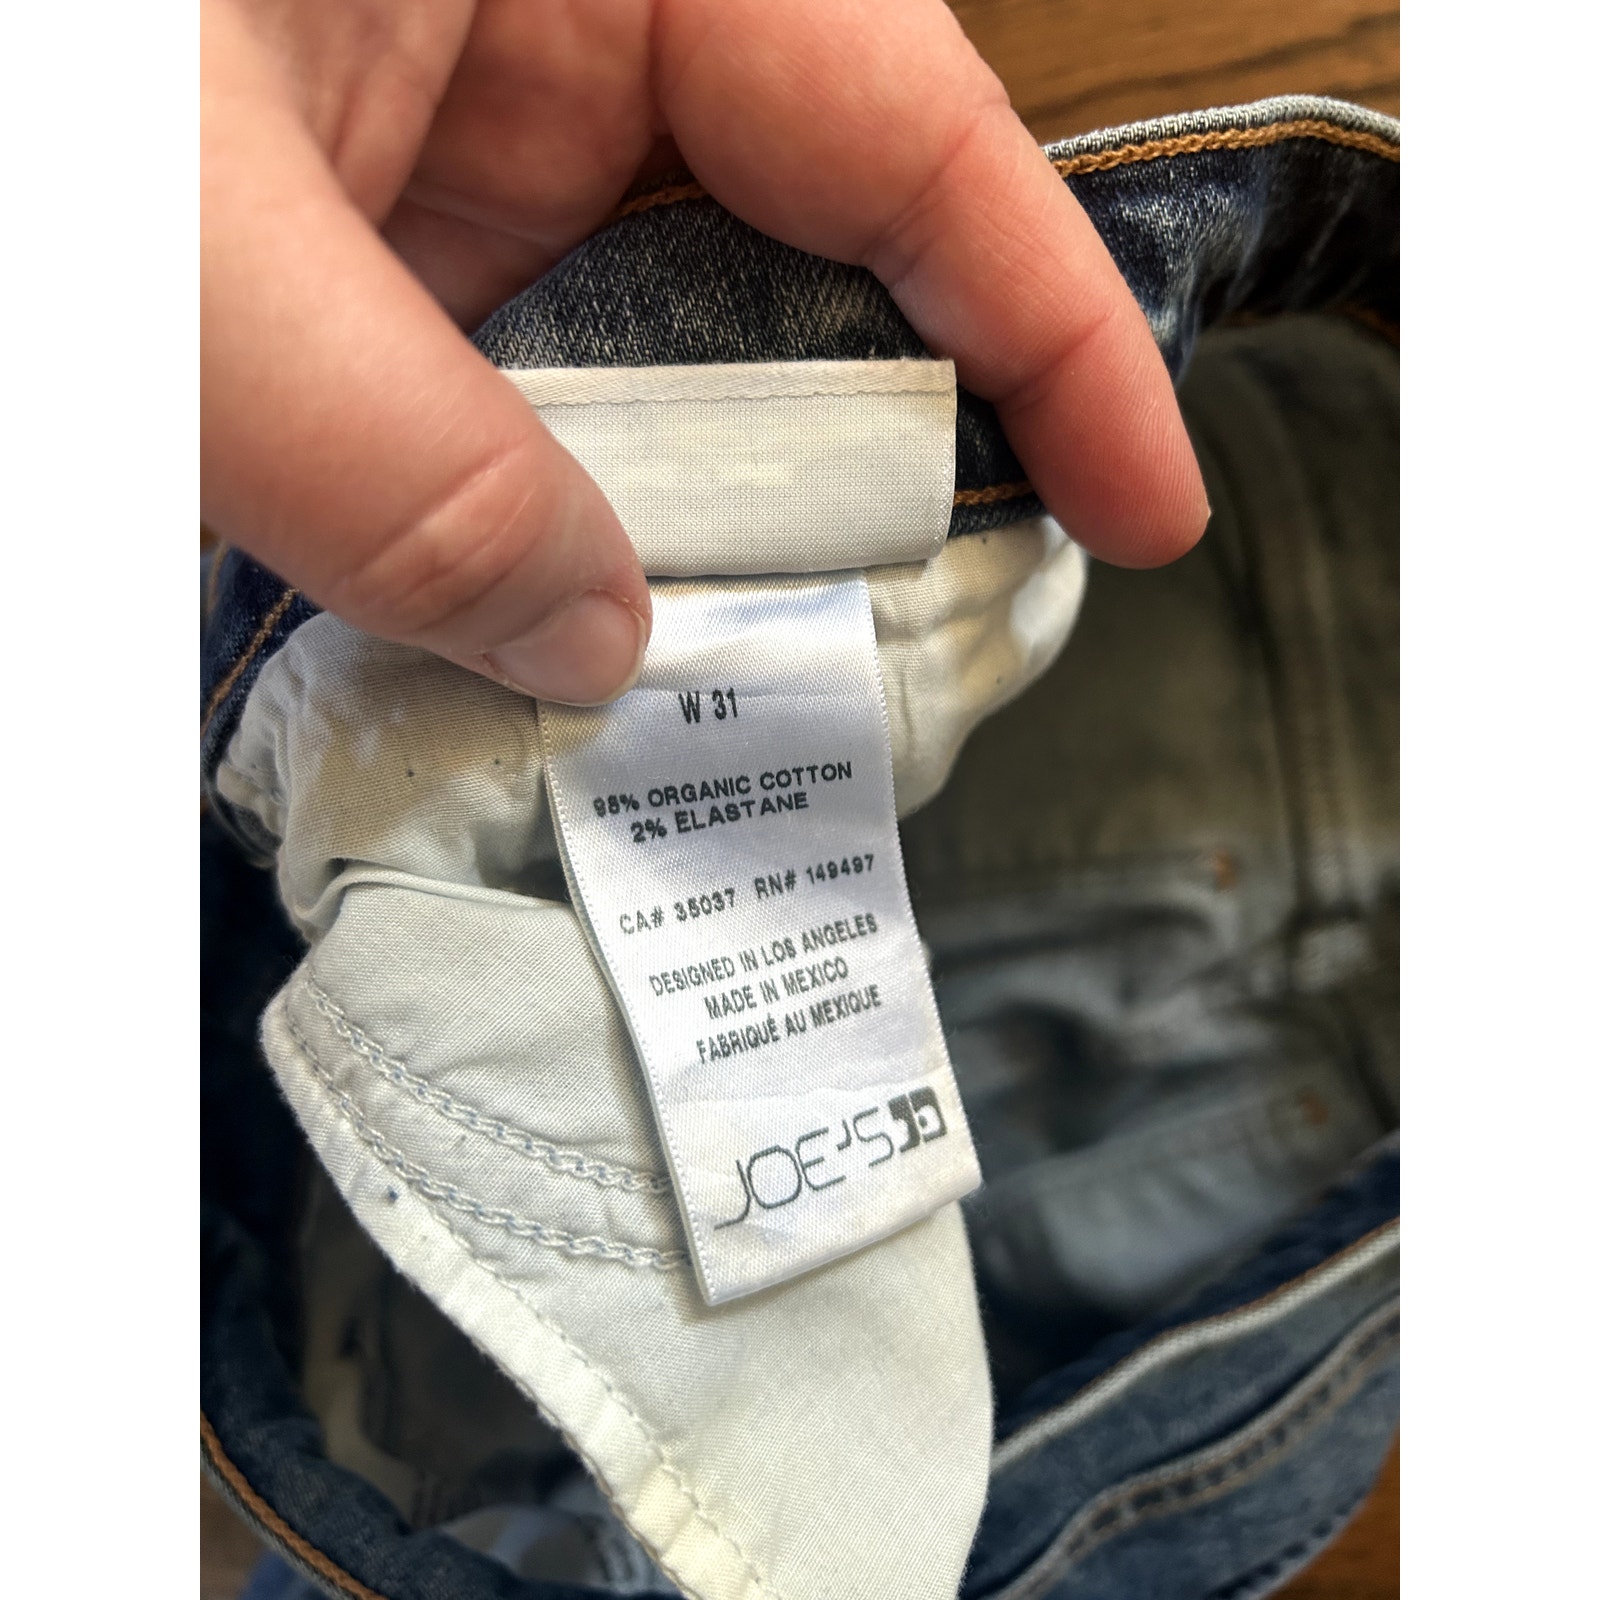 W 31
98% ORGANIC COTTON
2% ELASTANE
CA# 35037 RN# 149497
DESIGNED IN LOS ANGELES
MADE IN MEXICO
FABRIQUÉ AU MEXIQUE
JOE'S